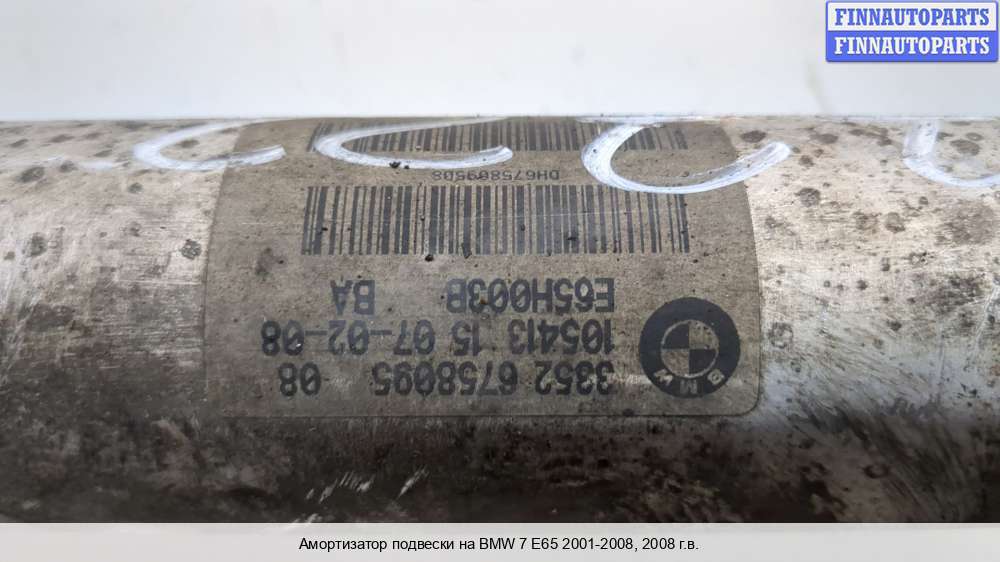 FINNAUTOPARTS
FINNAUTOPARTS
BMW
3352 6758095 08
105413 15 07-02-08
E65H003B BA
DH675809508
Амортизатор подвески на BMW 7 E65 2001-2008, 2008 г.в.